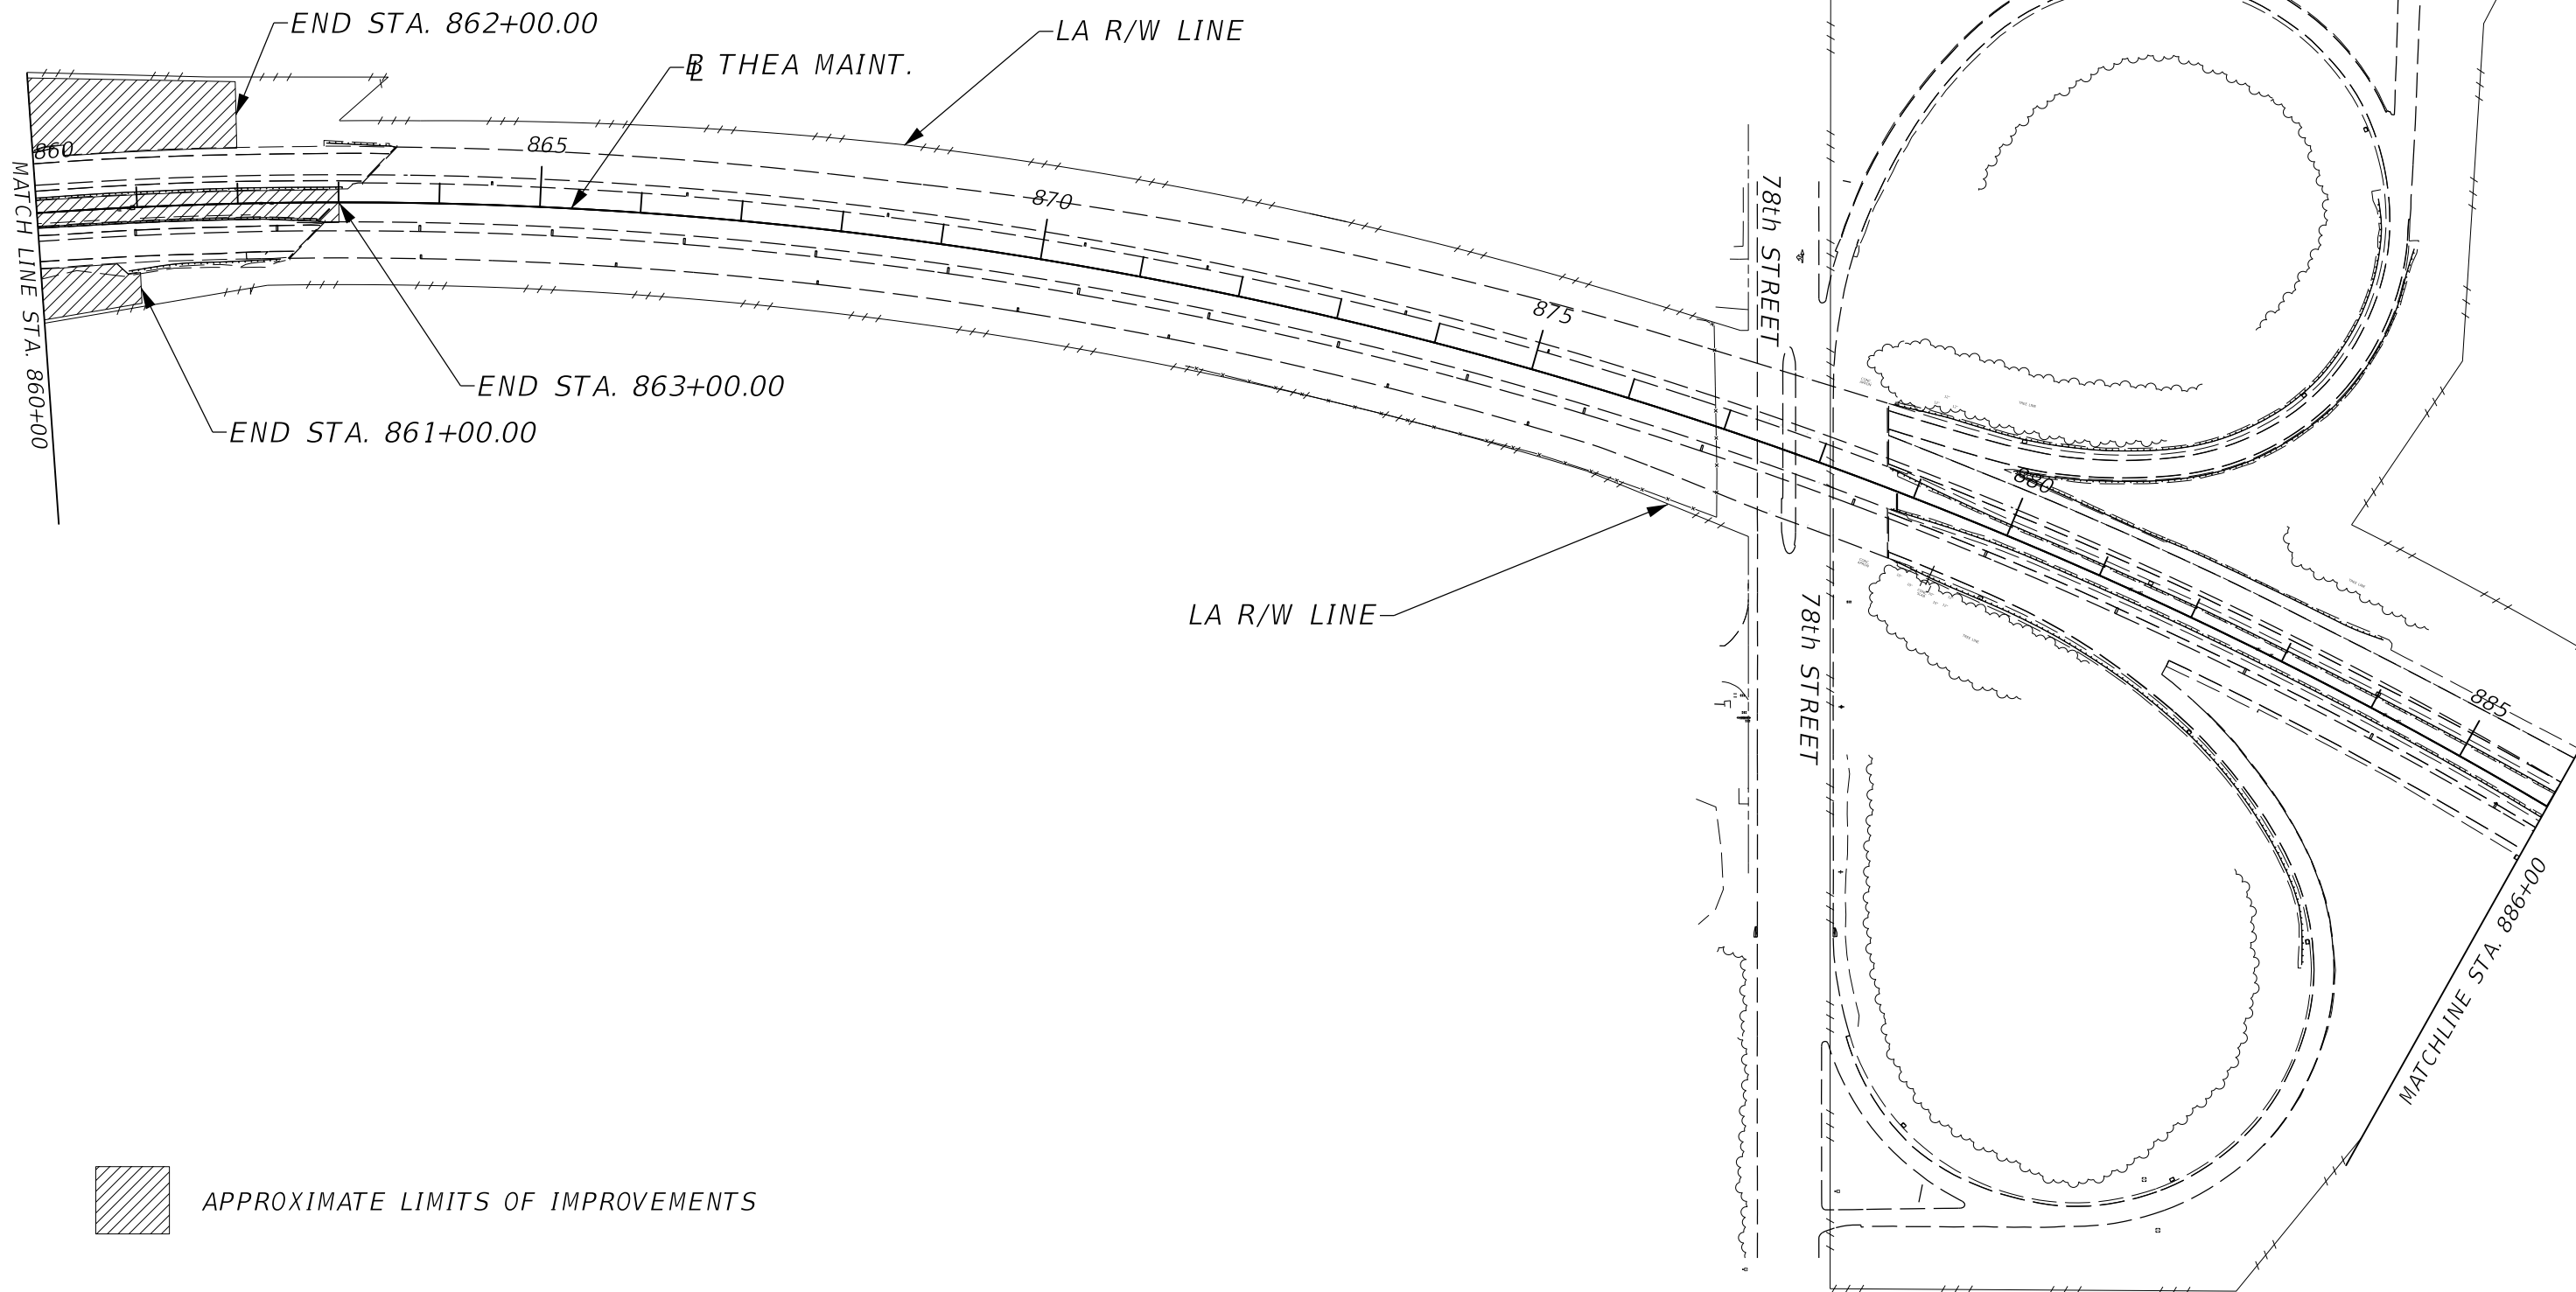 END STA. 862+00.00
LA R/W LINE
BL THEA MAINT.
860
865
870
875
880
885
MATCH LINE STA. 860+00
END STA. 863+00.00
END STA. 861+00.00
78th STREET
LA R/W LINE
78th STREET
MATCHLINE STA. 886+00
APPROXIMATE LIMITS OF IMPROVEMENTS